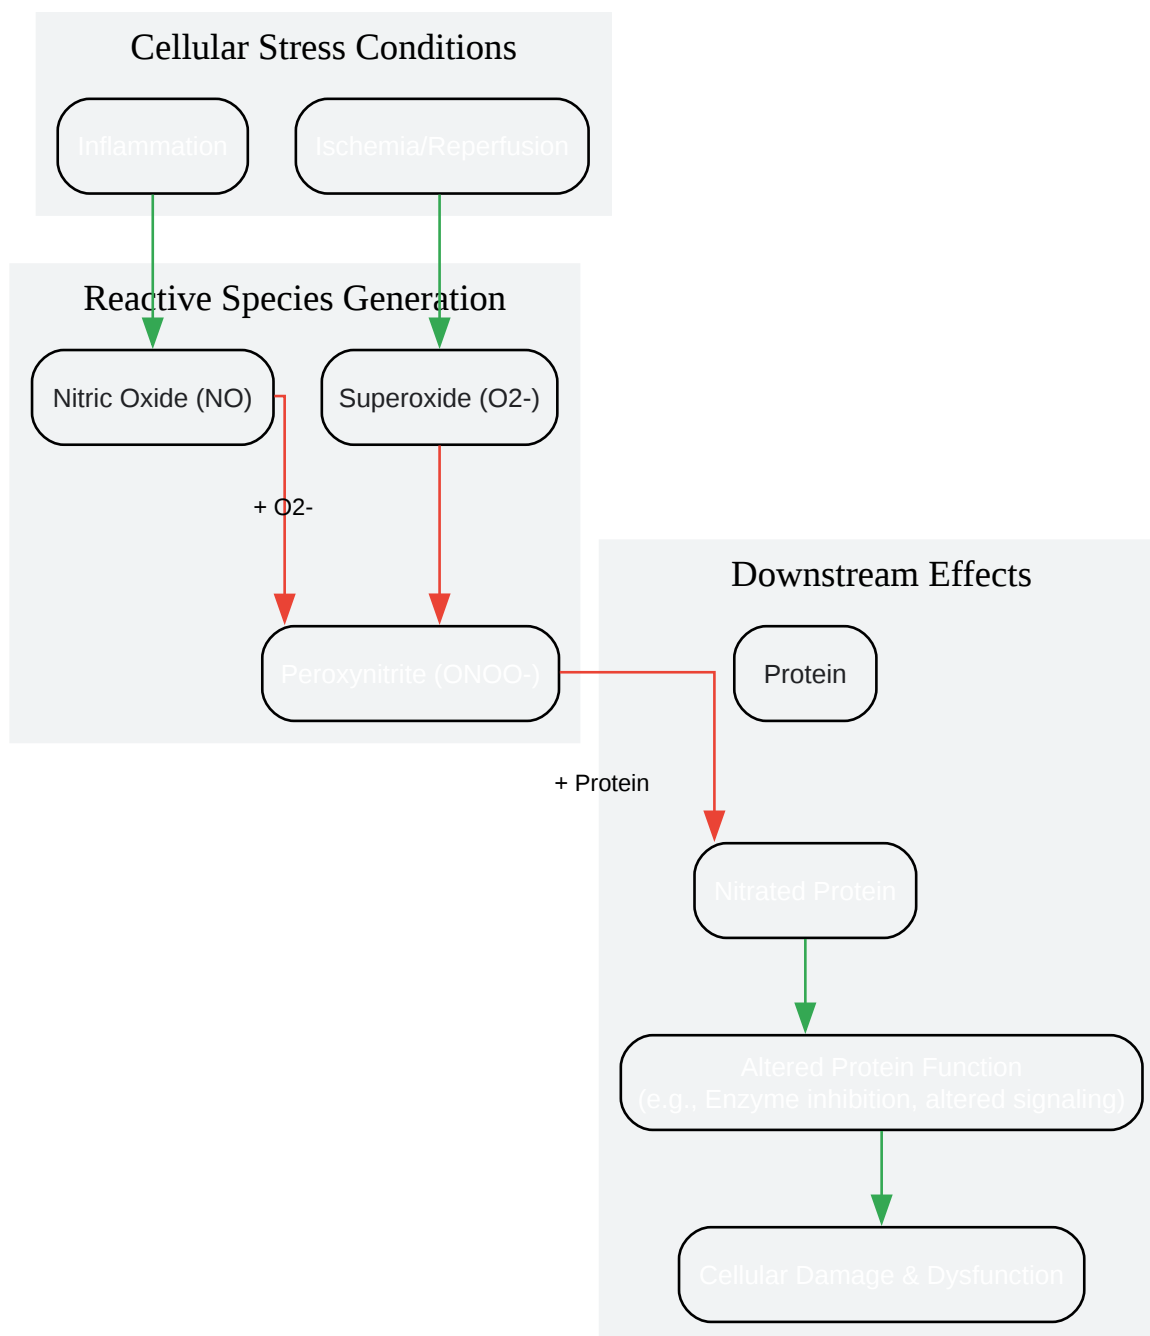 Cellular Stress Conditions
Inflammation
Ischemia/Reperfusion
Reactive Species Generation
Nitric Oxide (NO)
Superoxide (O2-)
+ O2-
Downstream Effects
Peroxynitrite (ONOO-)
Protein
+ Protein
Nitrated Protein
Altered Protein Function
(e.g., Enzyme inhibition, altered signaling)
Cellular Damage & Dysfunction